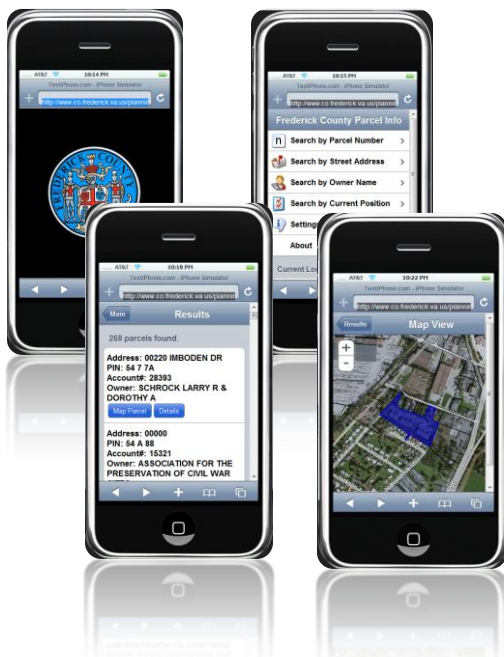 AT&T 10:14 PM
TestiPhone.com - iPhone Simulator
http://www.co.frederick.va.us/plannin
FREDERICK COUNTY
AT&T 10:15 PM
TestiPhone.com - iPhone Simulator
http://www.co.frederick.va.us/plannin
Frederick County Parcel Info
n Search by Parcel Number
Search by Street Address
Search by Owner Name
Search by Current Position
Settings
About
AT&T 10:18 PM
TestiPhone.com - iPhone Simulator
http://www.co.frederick.va.us/plannin
Main Results
268 parcels found.
Address: 00220 IMBODEN DR
PIN: 54 7 7A
Account#: 28393
Owner: SCHROCK LARRY R &
DOROTHY A
Map Parcel Details
Address: 00000
PIN: 54 A 88
Account#: 15321
Owner: ASSOCIATION FOR THE
PRESERVATION OF CIVIL WAR
AT&T 10:22 PM
TestiPhone.com - iPhone Simulator
http://www.co.frederick.va.us/plannin
Results Map View